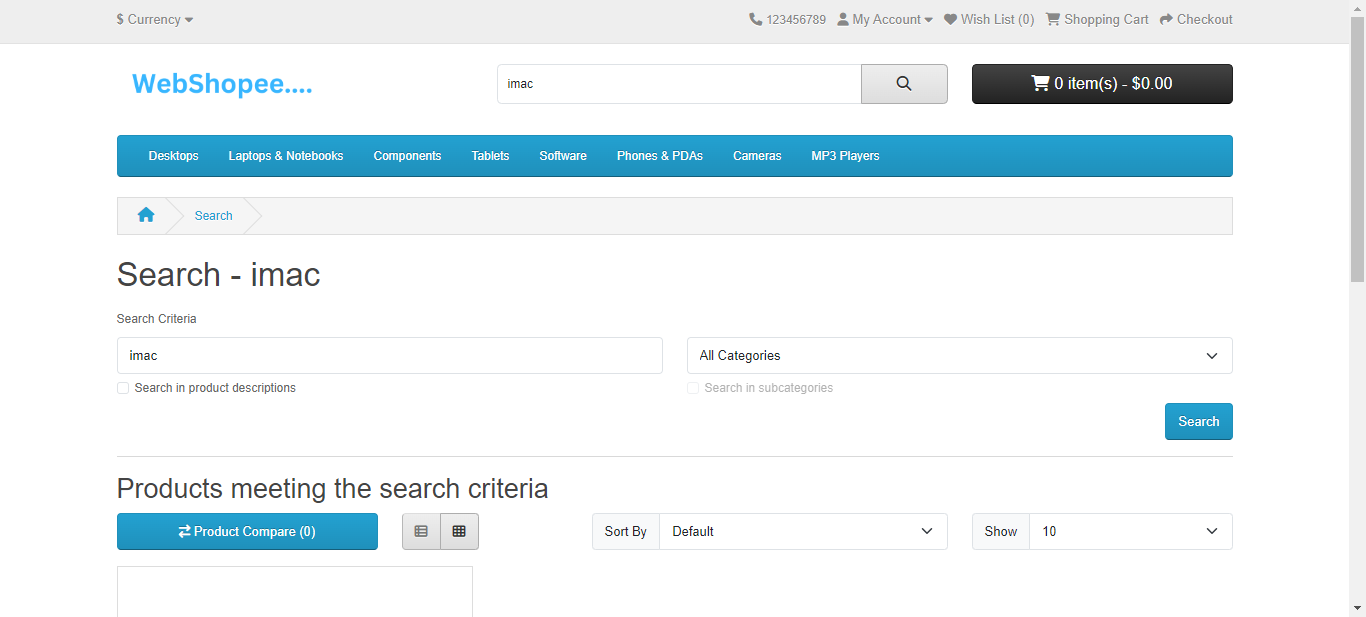 $ Currency
123456789 My Account Wish List (0) Shopping Cart Checkout
WebShopee....
imac
0 item(s) - $0.00
Desktops Laptops & Notebooks Components Tablets Software Phones & PDAs Cameras MP3 Players
Search
Search - imac
Search Criteria
imac All Categories
Search in product descriptions Search in subcategories
Search
Products meeting the search criteria
Product Compare (0) Sort By Default Show 10